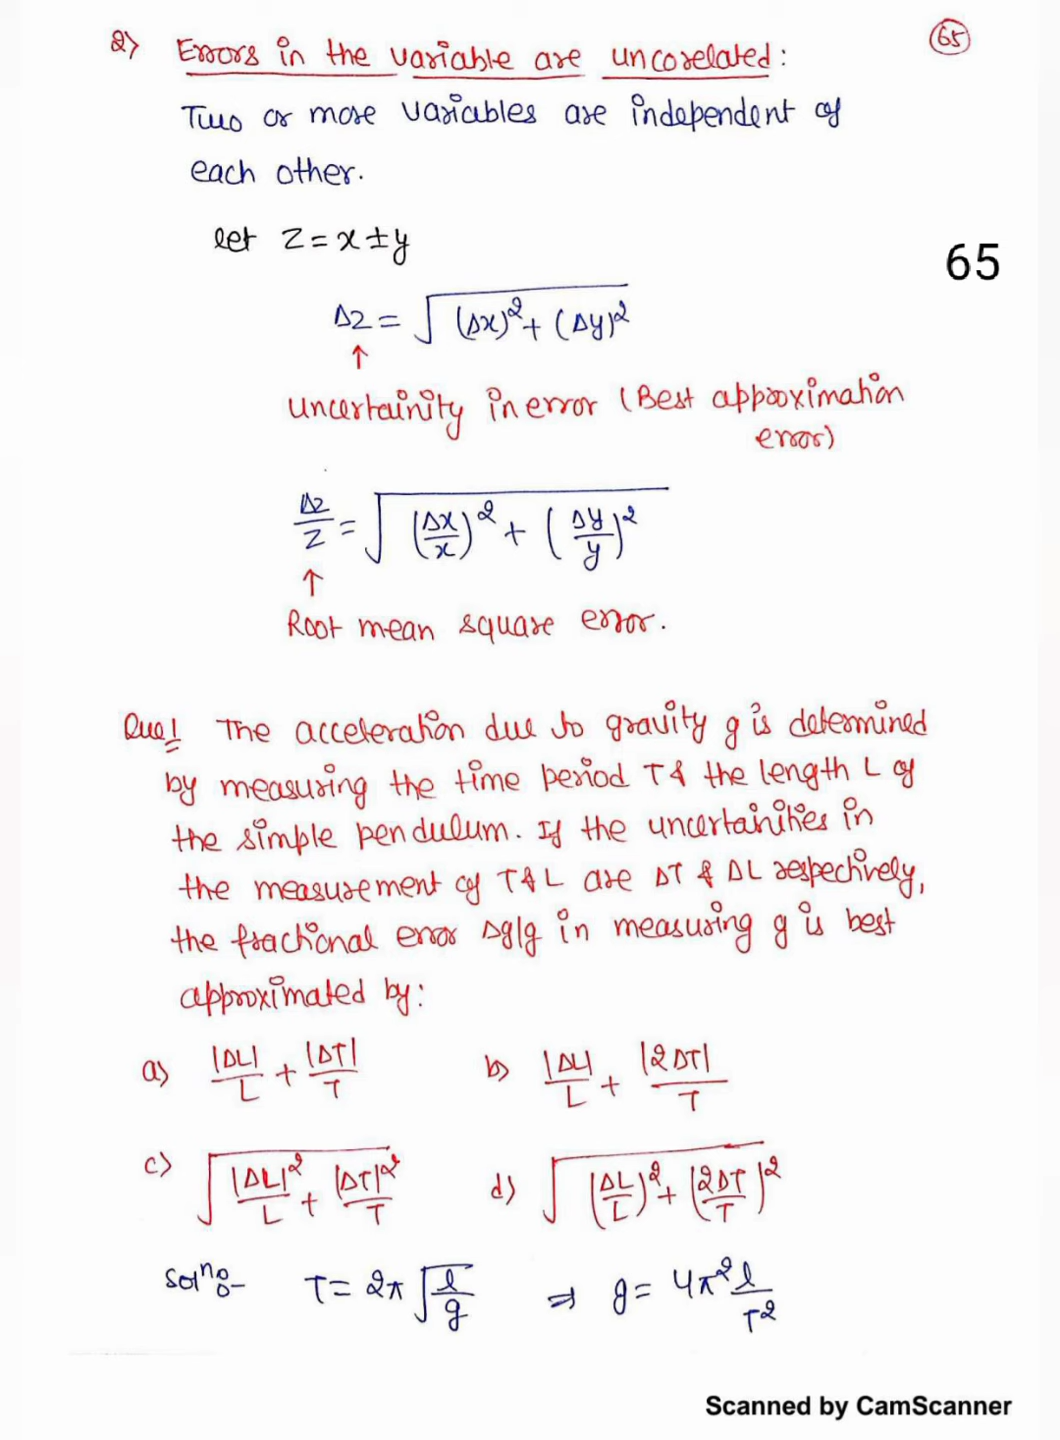 2) Errors in the variable are uncorelated: 65
Two or more variables are independent of
each other.
let Z = x ± y
65
ΔZ = √((Δx)² + (Δy)²)
↑
uncertainity in error (Best approximation
error)
ΔZ/Z = √((Δx/x)² + (Δy/y)²)
↑
Root mean square error.
Que! The acceleration due to gravity g is determined
by measuring the time period T & the length L of
the simple pendulum. If the uncertainities in
the measurement of T & L are ΔT & ΔL respectively,
the fractional error Δg/g in measuring g is best
approximated by:
a) |ΔL|/L + |ΔT|/T b) |ΔL|/L + |2ΔT|/T
c) √(|ΔL|²/L + |ΔT|²/T) d) √((ΔL/L)² + |2ΔT/T|²)
Solⁿ:- T = 2π√(l/g) ⇒ g = 4π²l/T²
Scanned by CamScanner